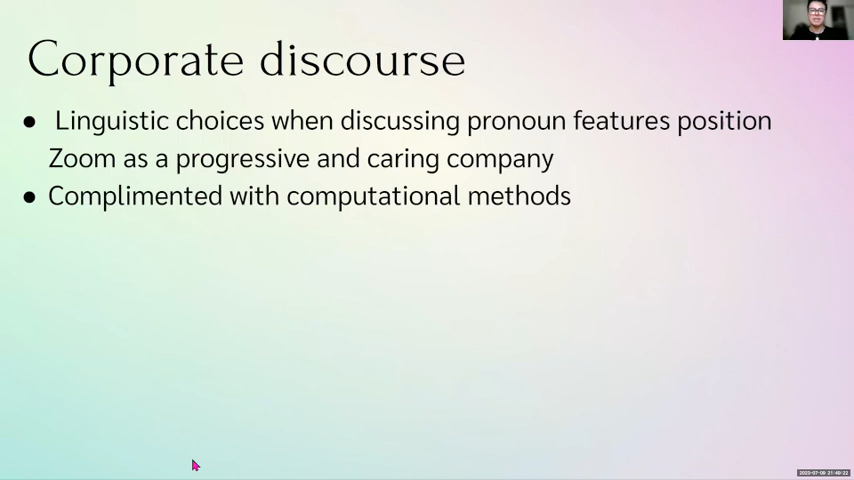 Corporate discourse
● Linguistic choices when discussing pronoun features position
Zoom as a progressive and caring company
● Complimented with computational methods